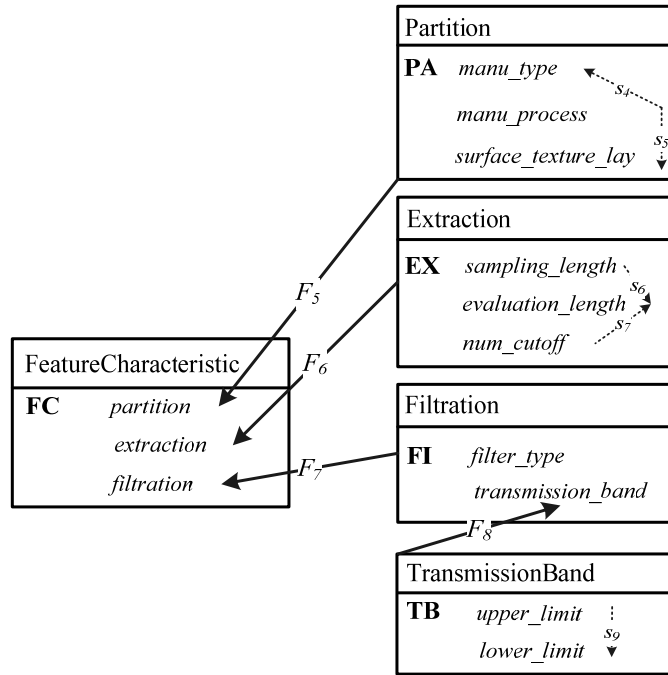 Partition
PA manu_type
s4
manu_process
s5
surface_texture_lay
Extraction
EX sampling_length
s6
evaluation_length
s7
num_cutoff
F5
F6
FeatureCharacteristic
FC partition
extraction
filtration
F7
Filtration
FI filter_type
transmission_band
F8
TransmissionBand
TB upper_limit
s9
lower_limit